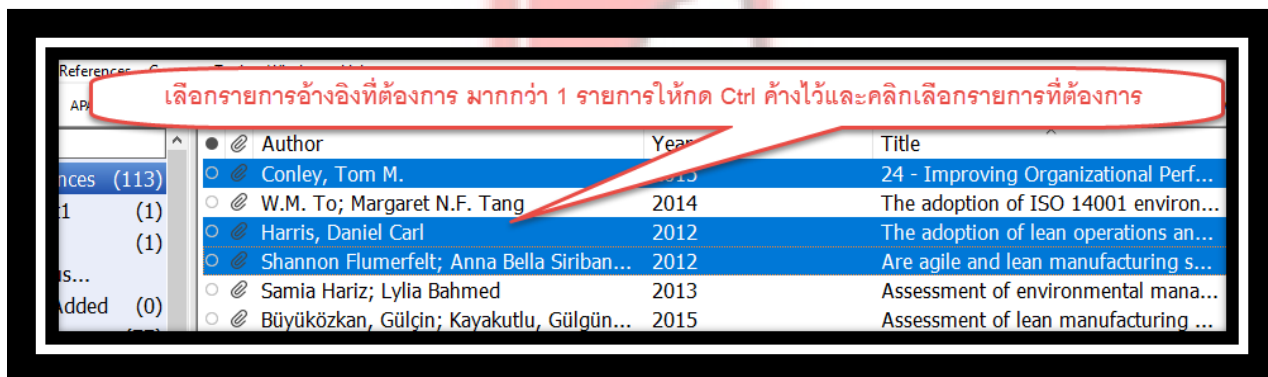 References
เลือกรายการอ้างอิงที่ต้องการ มากกว่า 1 รายการให้กด Ctrl ค้างไว้และคลิกเลือกรายการที่ต้องการ
Author Year Title
(113) Conley, Tom M. 24 - Improving Organizational Perf...
(1) W.M. To; Margaret N.F. Tang 2014 The adoption of ISO 14001 environ...
(1) Harris, Daniel Carl 2012 The adoption of lean operations an...
Shannon Flumerfelt; Anna Bella Siriban... 2012 Are agile and lean manufacturing s...
Added (0) Samia Hariz; Lylia Bahmed 2013 Assessment of environmental mana...
Büyüközkan, Gülçin; Kayakutlu, Gülgün... 2015 Assessment of lean manufacturing ...